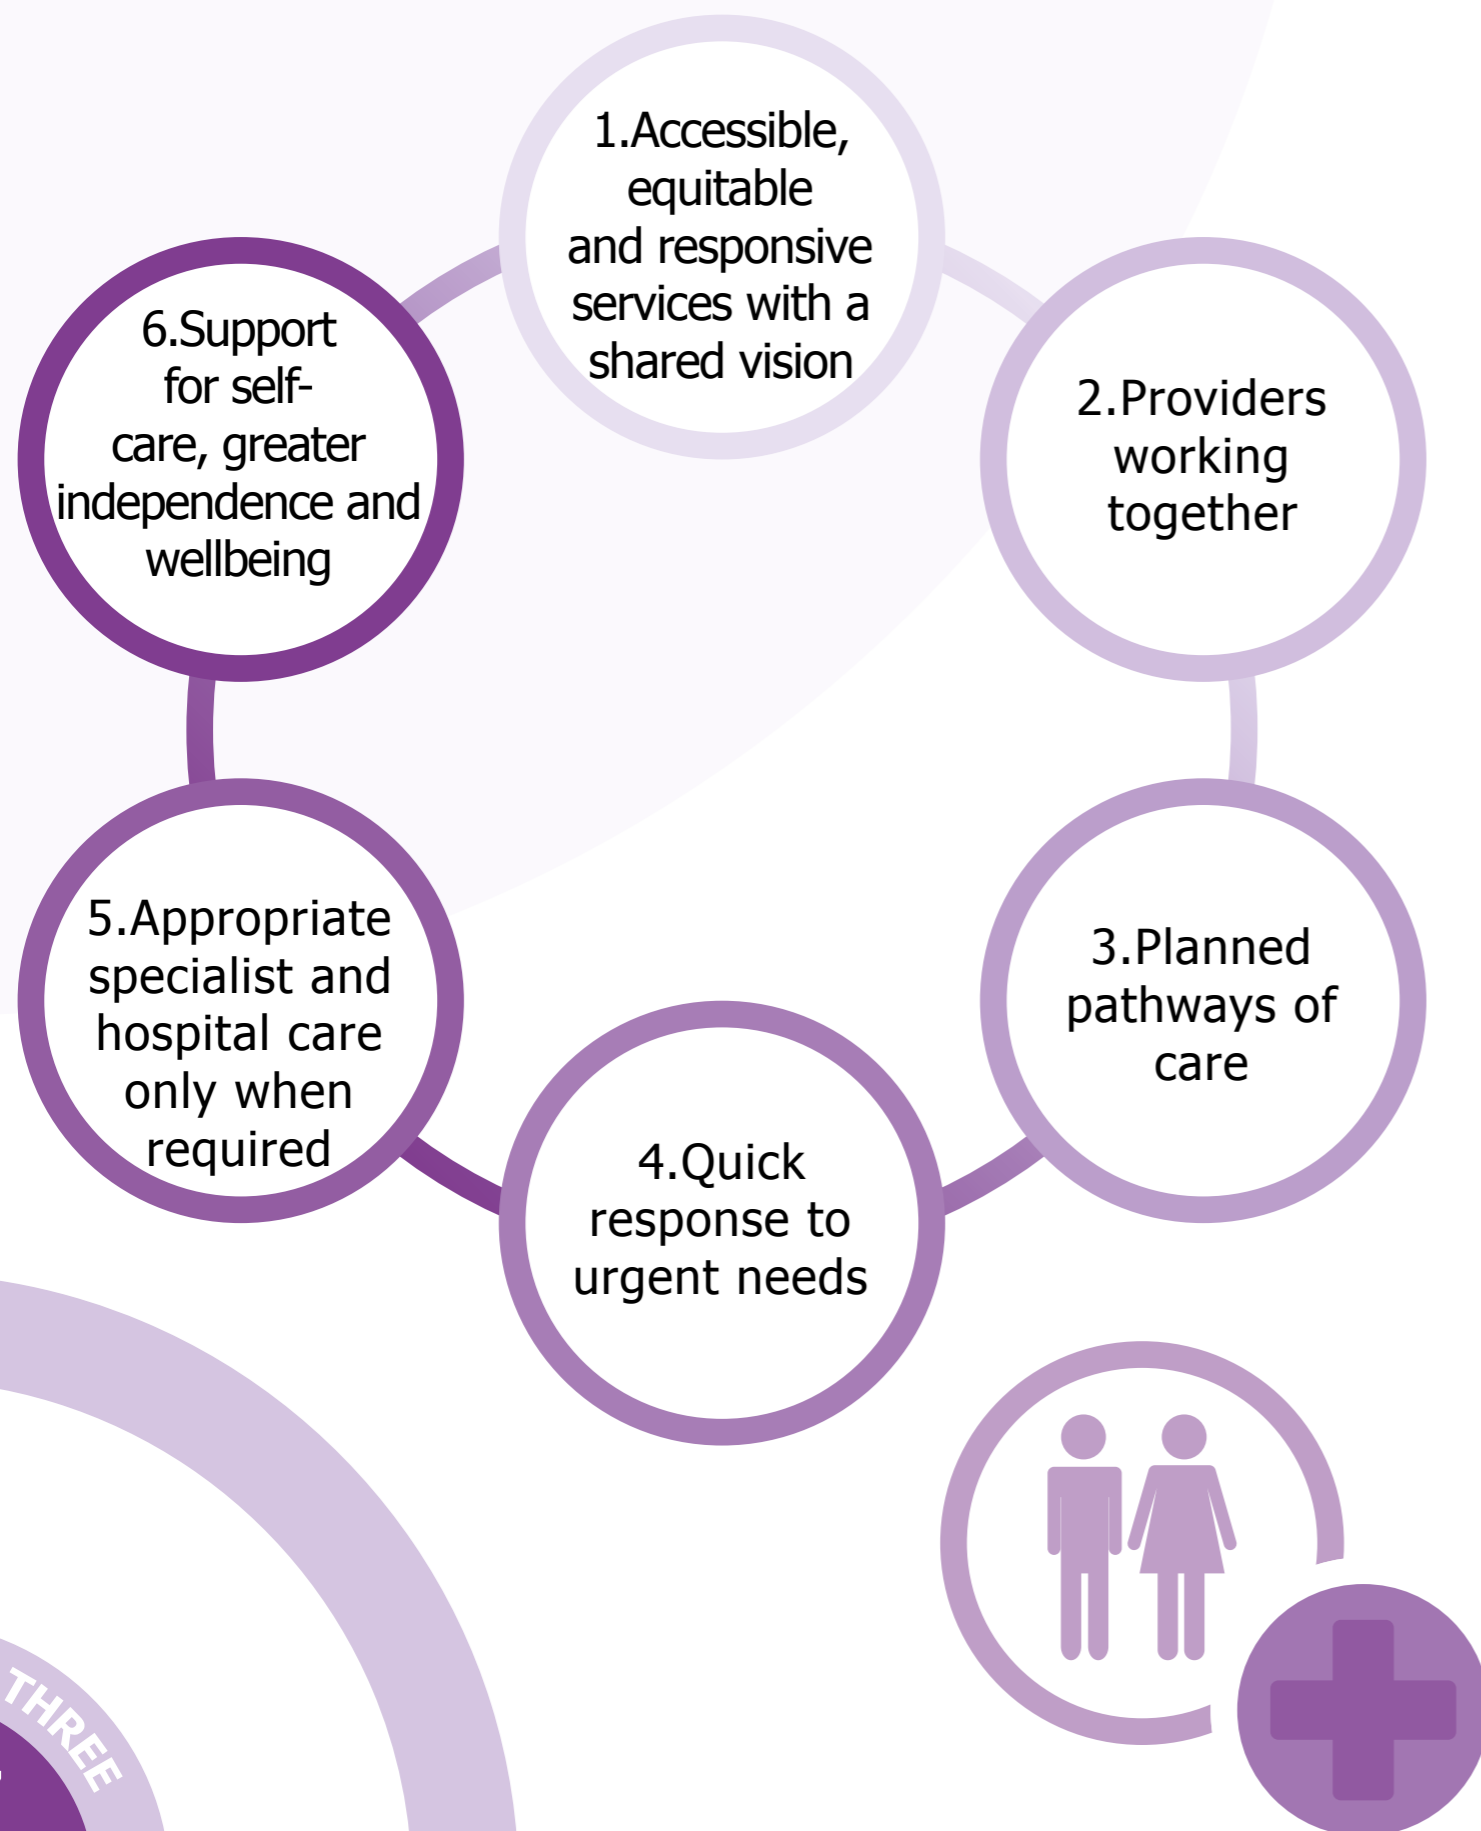 1.Accessible,
equitable
and responsive
services with a
shared vision
2.Providers
working
together
3.Planned
pathways of
care
4.Quick
response to
urgent needs
5.Appropriate
specialist and
hospital care
only when
required
6.Support
for self-
care, greater
independence and
wellbeing
THREE